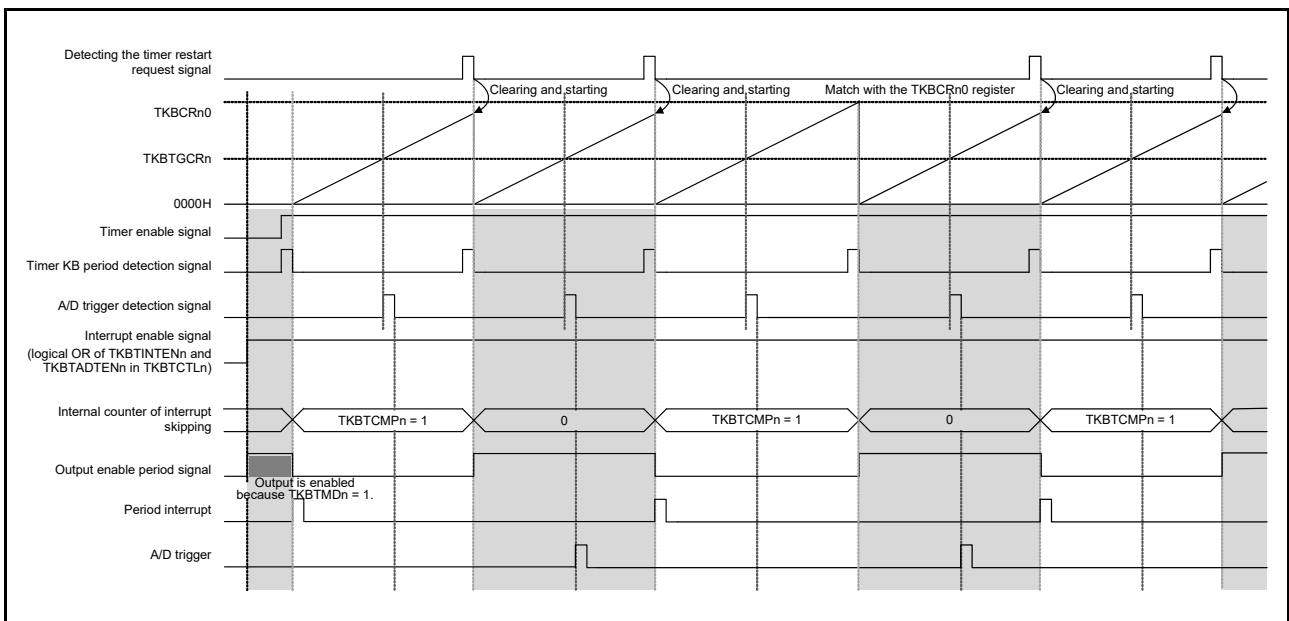 Detecting the timer restart
request signal
Clearing and starting
Clearing and starting
Match with the TKBCRn0 register
Clearing and starting
TKBCRn0
TKBTGCRn
0000H
Timer enable signal
Timer KB period detection signal
A/D trigger detection signal
Interrupt enable signal
(logical OR of TKBTINTENn and
TKBTADTENn in TKBTCTLn)
Internal counter of interrupt
skipping
TKBTCMPn = 1
0
TKBTCMPn = 1
0
TKBTCMPn = 1
Output enable period signal
Output is enabled
because TKBTMDn = 1.
Period interrupt
A/D trigger